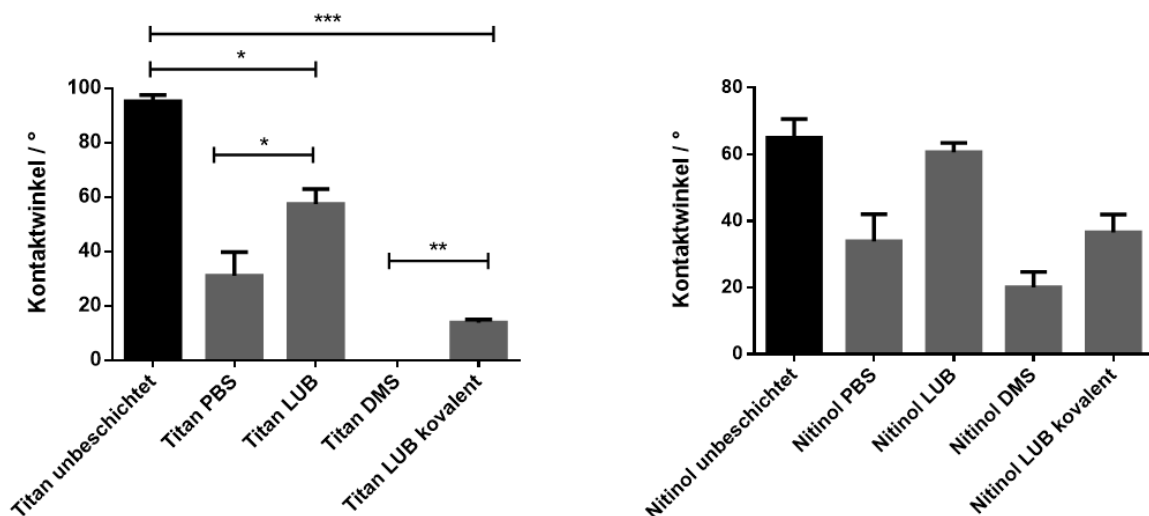 ***
*
*
**
Kontaktwinkel / °
100
80
60
40
20
0
Titan unbeschichtet
Titan PBS
Titan LUB
Titan DMS
Titan LUB kovalent
Kontaktwinkel / °
80
60
40
20
0
Nitinol unbeschichtet
Nitinol PBS
Nitinol LUB
Nitinol DMS
Nitinol LUB kovalent